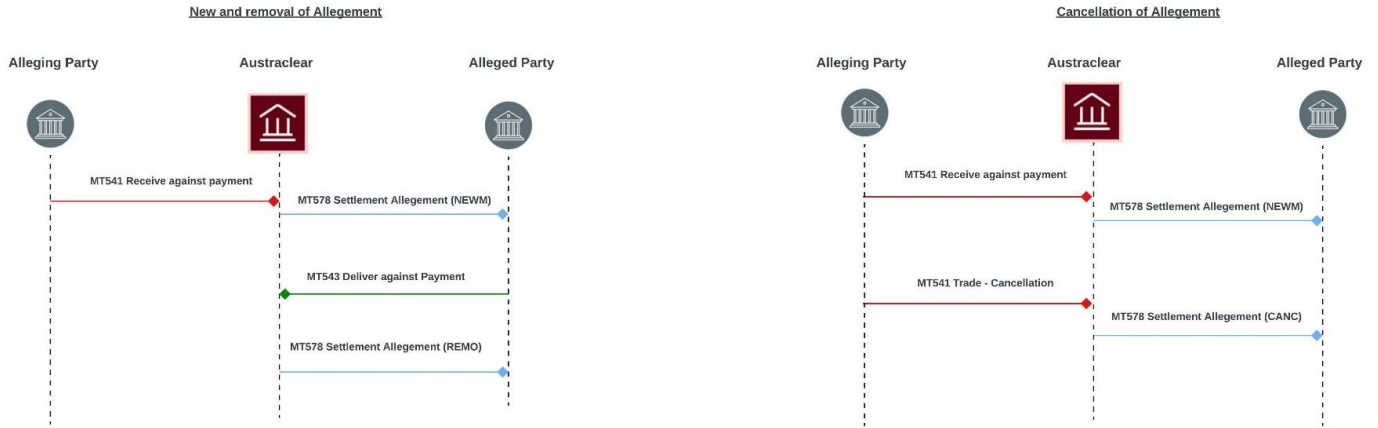 New and removal of Allegement
Alleging Party
Austraclear
Alleged Party
MT541 Receive against payment
MT578 Settlement Allegement (NEWM)
MT543 Deliver against Payment
MT578 Settlement Allegement (REMO)
Cancellation of Allegement
Alleging Party
Austraclear
Alleged Party
MT541 Receive against payment
MT578 Settlement Allegement (NEWM)
MT541 Trade - Cancellation
MT578 Settlement Allegement (CANC)